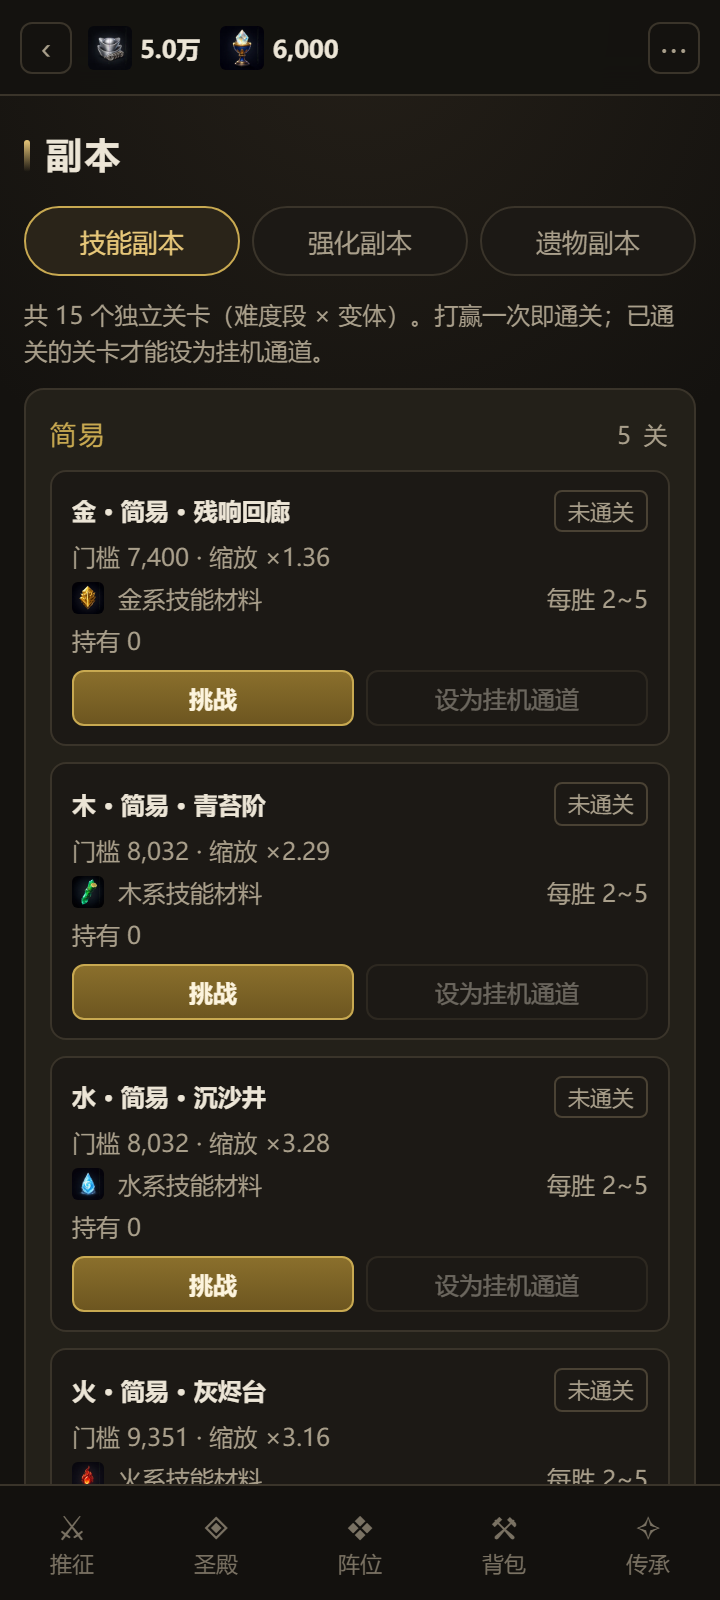 ‹ 5.0万 6,000 ...
副本
技能副本 强化副本 遗物副本
共 15 个独立关卡（难度段 × 变体）。打赢一次即通关；已通
关的关卡才能设为挂机通道。
简易 5 关
金•简易•残响回廊 未通关
门槛 7,400 · 缩放 ×1.36
金系技能材料 每胜 2~5
持有 0
挑战 设为挂机通道
木•简易•青苔阶 未通关
门槛 8,032 · 缩放 ×2.29
木系技能材料 每胜 2~5
持有 0
挑战 设为挂机通道
水•简易•沉沙井 未通关
门槛 8,032 · 缩放 ×3.28
水系技能材料 每胜 2~5
持有 0
挑战 设为挂机通道
火•简易•灰烬台 未通关
门槛 9,351 · 缩放 ×3.16
火系技能材料 每胜 2~5
推征 圣殿 阵位 背包 传承